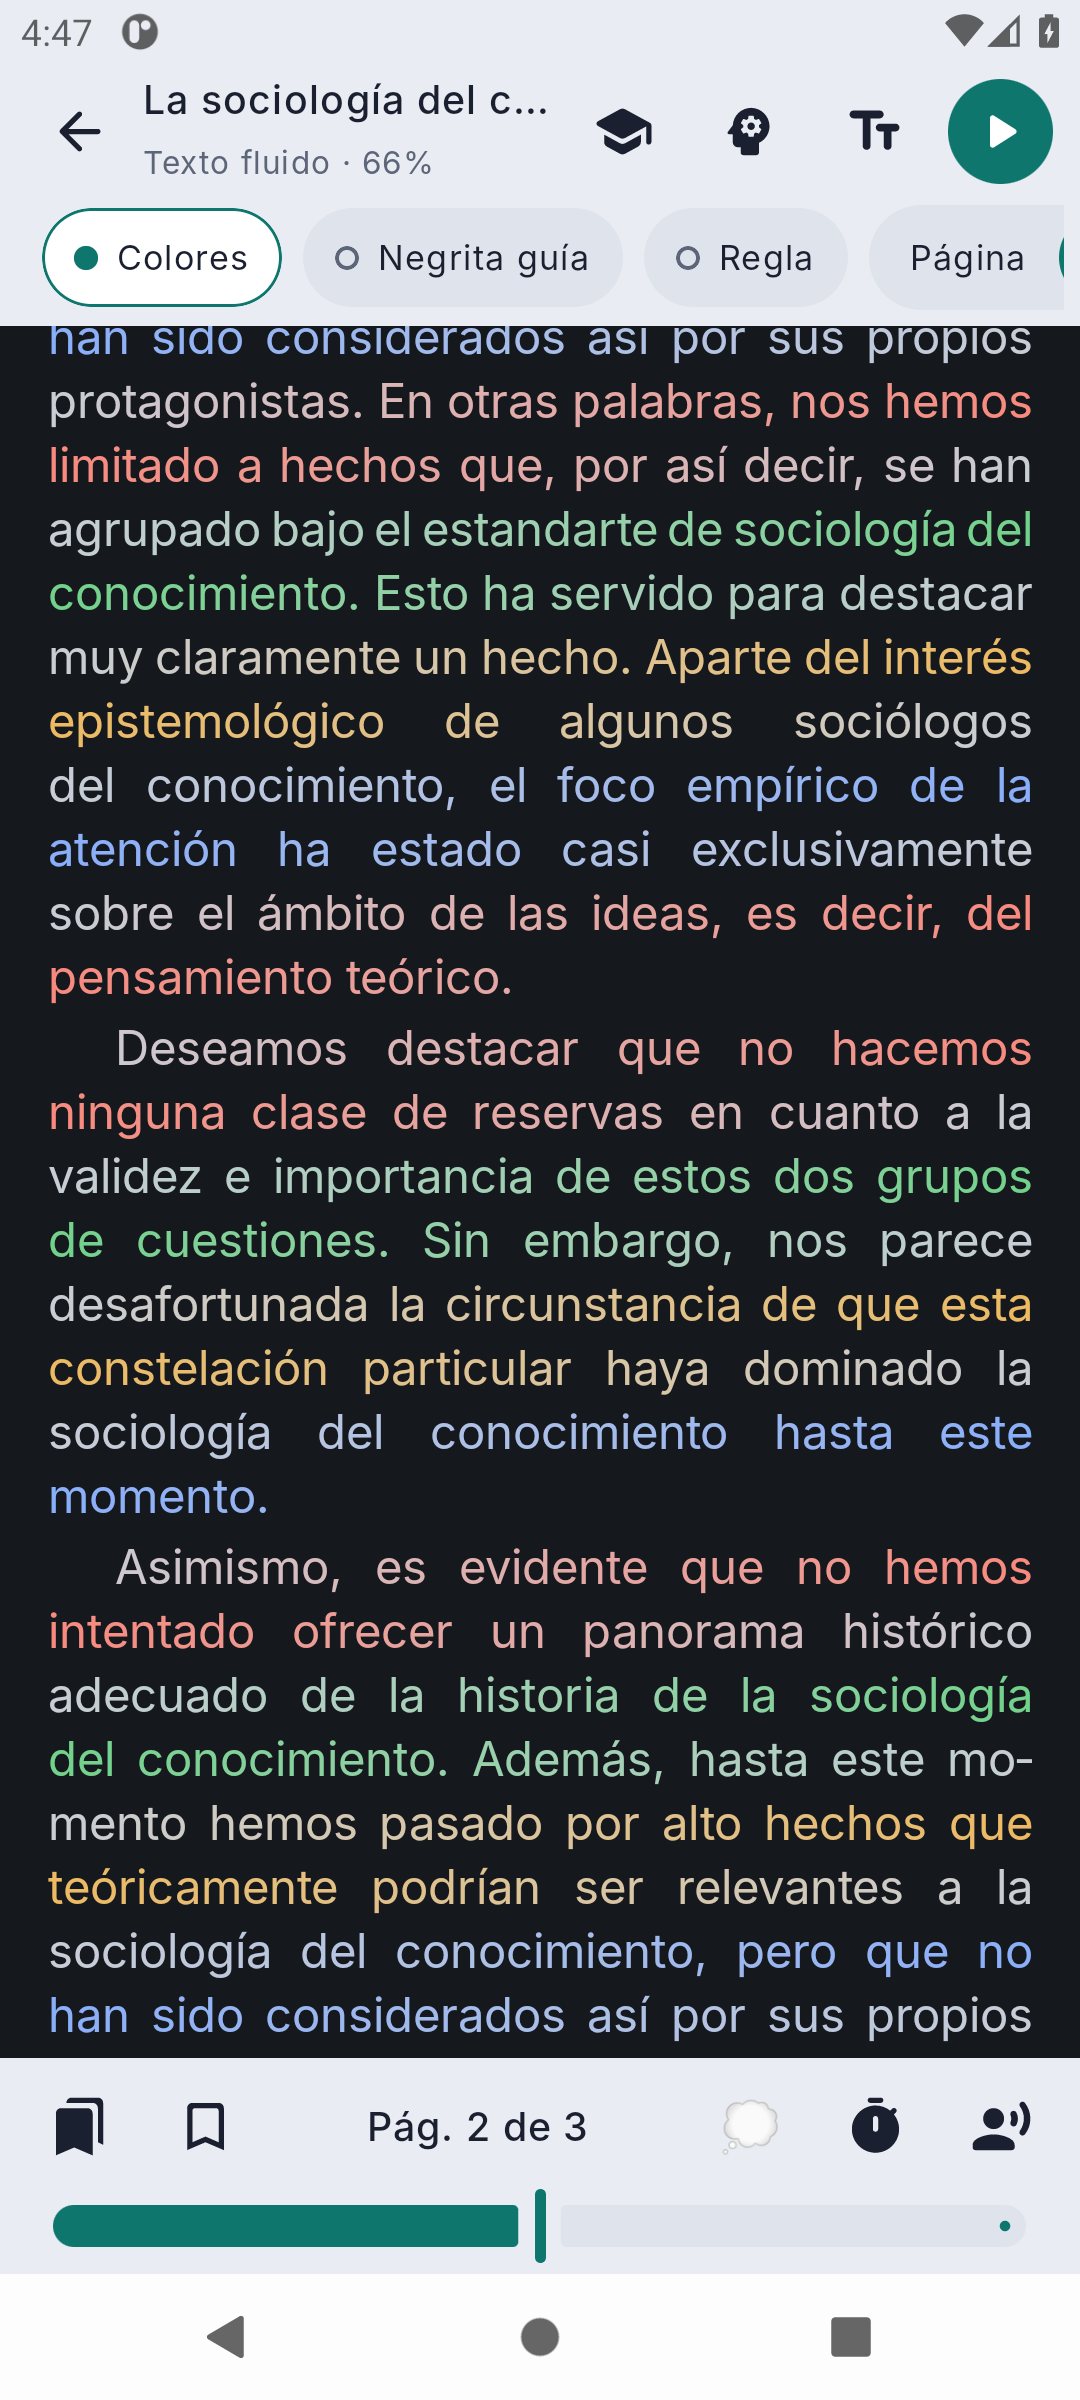 4:47
La sociología del c...
Texto fluido · 66%
Colores
Negrita guía
Regla
Página
han sido considerados así por sus propios
protagonistas. En otras palabras, nos hemos
limitado a hechos que, por así decir, se han
agrupado bajo el estandarte de sociología del
conocimiento. Esto ha servido para destacar
muy claramente un hecho. Aparte del interés
epistemológico de algunos sociólogos
del conocimiento, el foco empírico de la
atención ha estado casi exclusivamente
sobre el ámbito de las ideas, es decir, del
pensamiento teórico.
Deseamos destacar que no hacemos
ninguna clase de reservas en cuanto a la
validez e importancia de estos dos grupos
de cuestiones. Sin embargo, nos parece
desafortunada la circunstancia de que esta
constelación particular haya dominado la
sociología del conocimiento hasta este
momento.
Asimismo, es evidente que no hemos
intentado ofrecer un panorama histórico
adecuado de la historia de la sociología
del conocimiento. Además, hasta este mo-
mento hemos pasado por alto hechos que
teóricamente podrían ser relevantes a la
sociología del conocimiento, pero que no
han sido considerados así por sus propios
Pág. 2 de 3